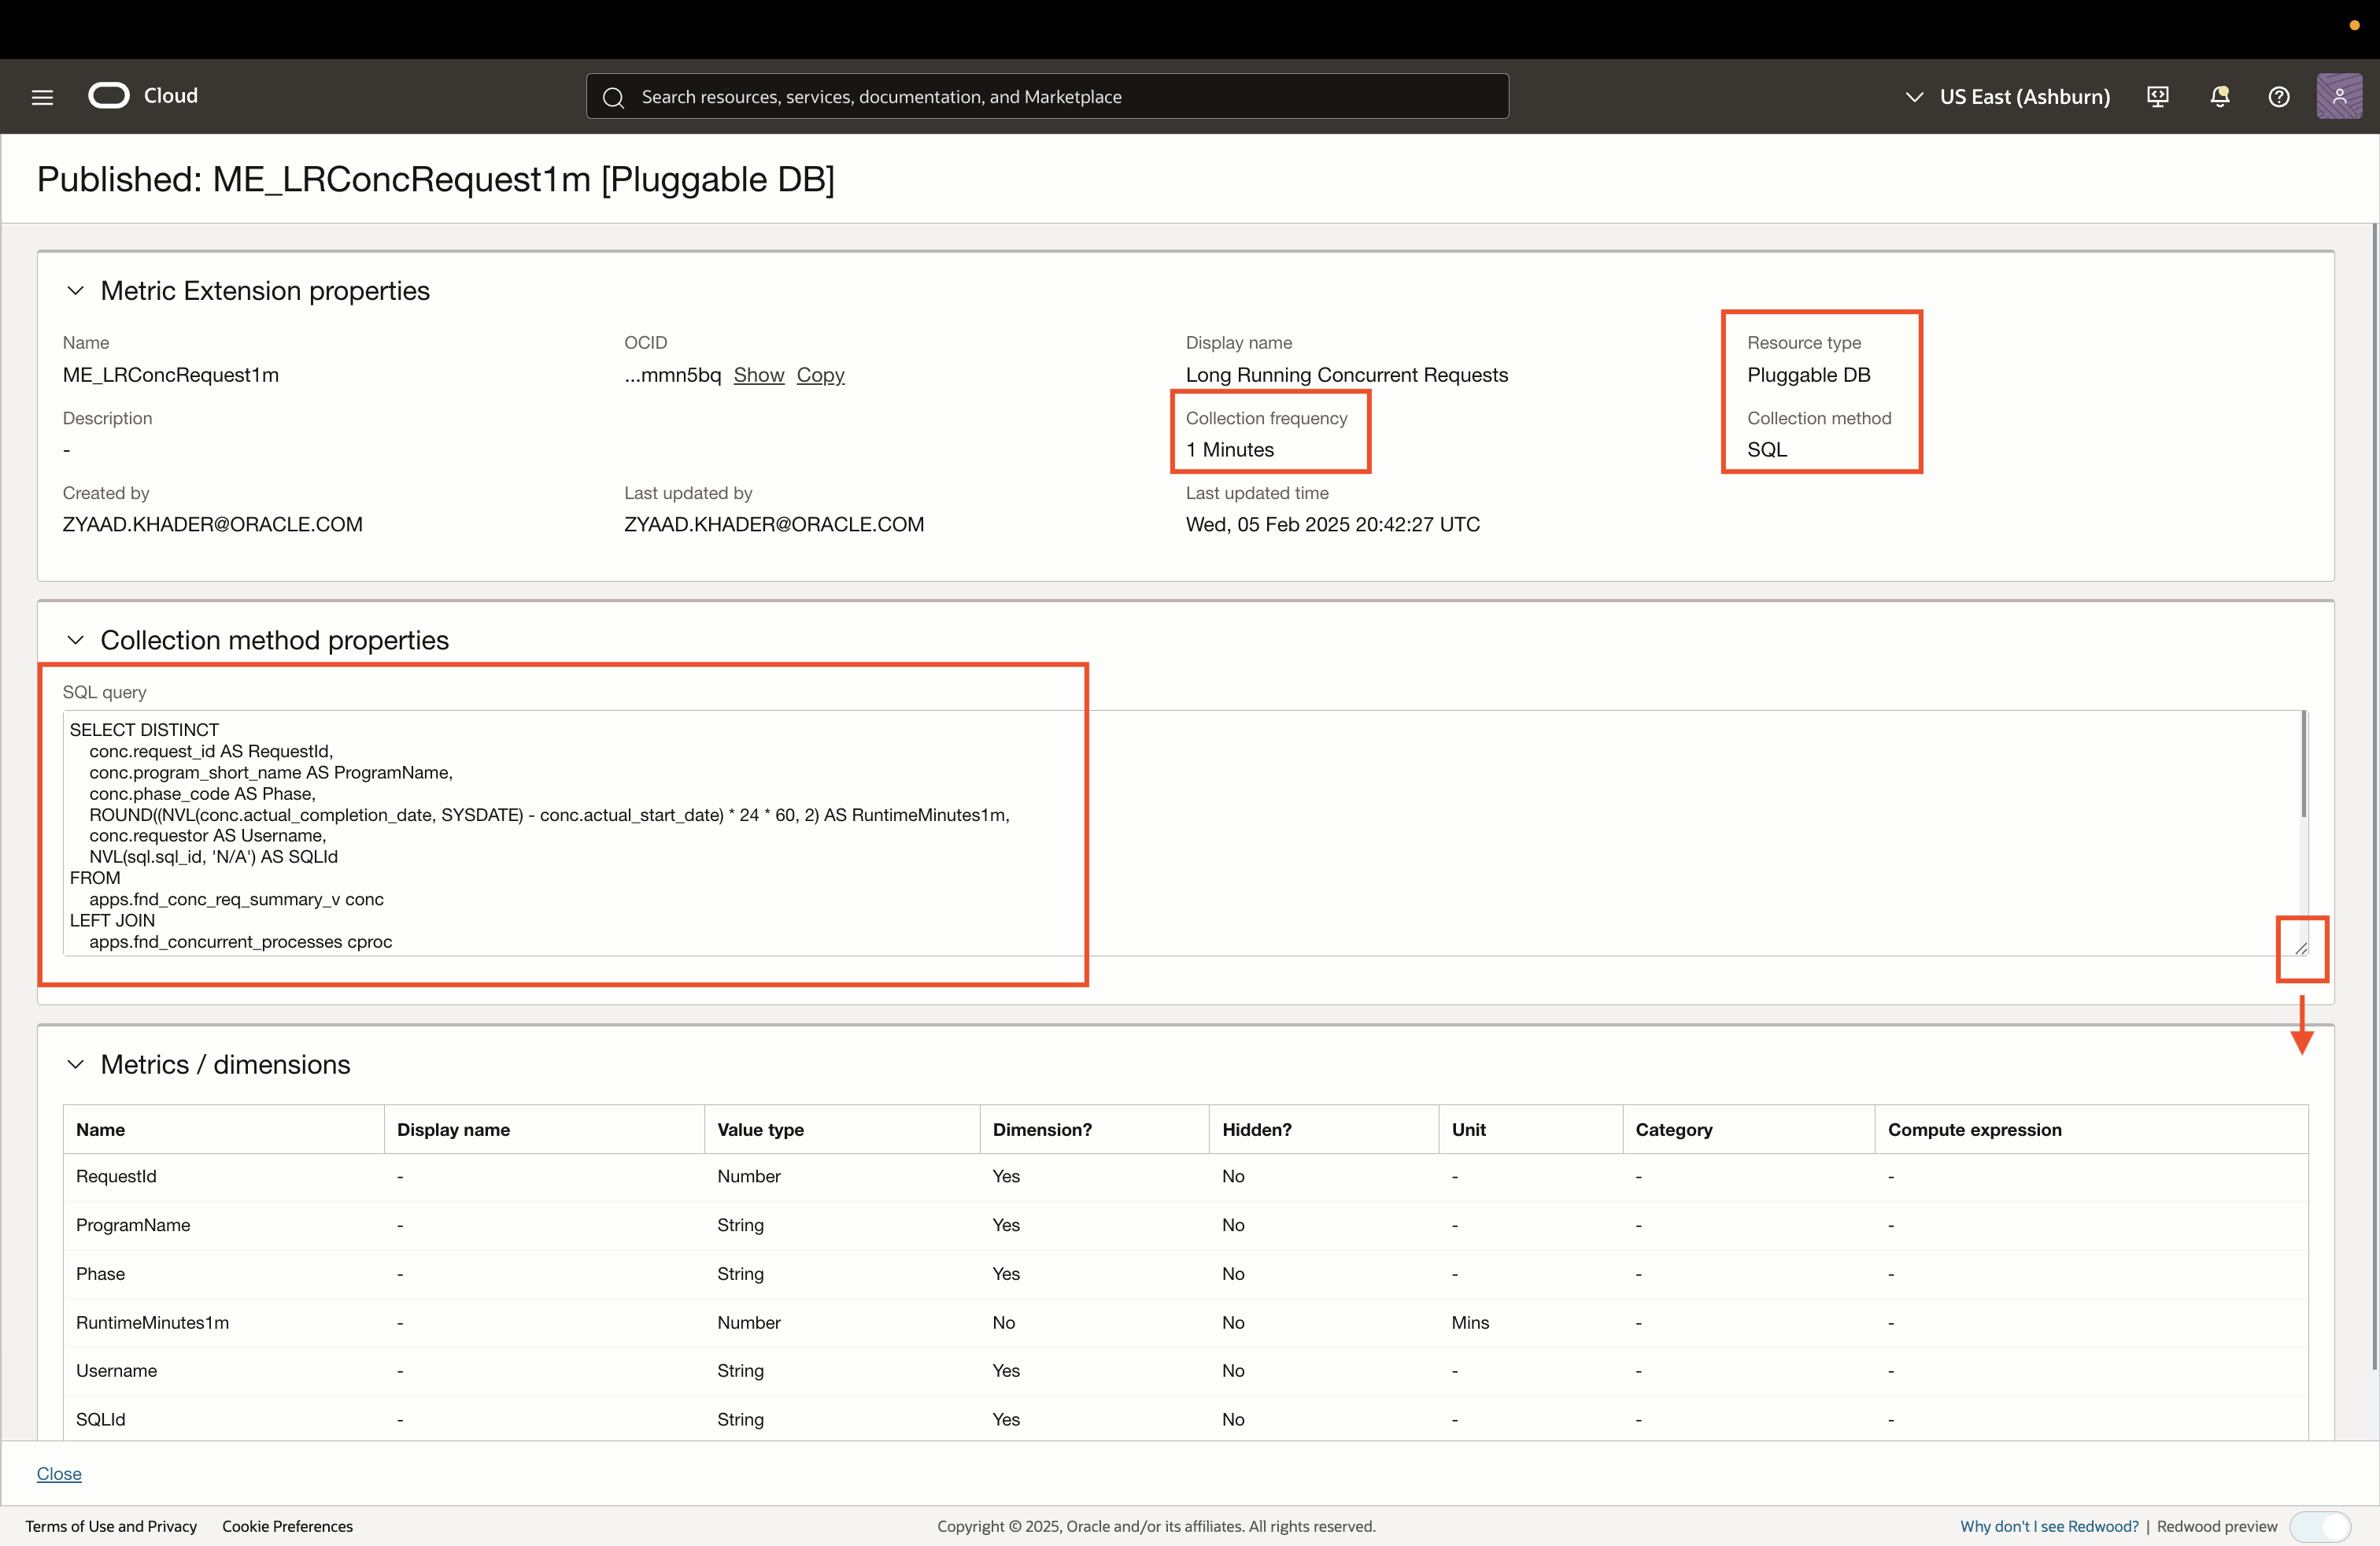 Cloud
Search resources, services, documentation, and Marketplace
US East (Ashburn)
Published: ME_LRConcRequest1m [Pluggable DB]
Metric Extension properties
Name OCID Display name Resource type
ME_LRConcRequest1m ...mmn5bq Show Copy Long Running Concurrent Requests Pluggable DB
Description Collection frequency Collection method
- 1 Minutes SQL
Created by Last updated by Last updated time
ZYAAD.KHADER@ORACLE.COM ZYAAD.KHADER@ORACLE.COM Wed, 05 Feb 2025 20:42:27 UTC
Collection method properties
SQL query
SELECT DISTINCT
conc.request_id AS RequestId,
conc.program_short_name AS ProgramName,
conc.phase_code AS Phase,
ROUND((NVL(conc.actual_completion_date, SYSDATE) - conc.actual_start_date) * 24 * 60, 2) AS RuntimeMinutes1m,
conc.requestor AS Username,
NVL(sql.sql_id, 'N/A') AS SQLId
FROM
apps.fnd_conc_req_summary_v conc
LEFT JOIN
apps.fnd_concurrent_processes cproc
Metrics / dimensions
Name Display name Value type Dimension? Hidden? Unit Category Compute expression
RequestId - Number Yes No - - -
ProgramName - String Yes No - - -
Phase - String Yes No - - -
RuntimeMinutes1m - Number No No Mins - -
Username - String Yes No - - -
SQLId - String Yes No - - -
Close
Terms of Use and Privacy Cookie Preferences Copyright © 2025, Oracle and/or its affiliates. All rights reserved. Why don't I see Redwood? | Redwood preview